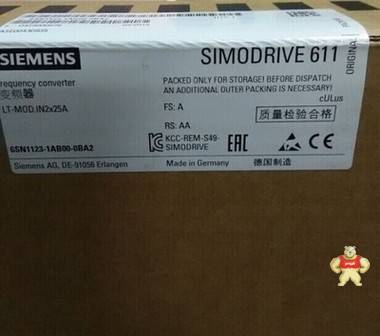 SIEMENS
SIMODRIVE 611
requency converter
变频器
LT-MOD.IN2x25A
PACKED ONLY FOR STORAGE! BEFORE DISPATCH
AN ADDITIONAL OUTER PACKING IS NECESSARY!
cULus
FS: A
质量检验合格
RS: AA
6SN1123-1AB00-0BA2
KCC-REM-S49-
SIMODRIVE
EAC
Siemens AG, DE-91056 Erlangen
Made in Germany
德国制造
ORIGINAL